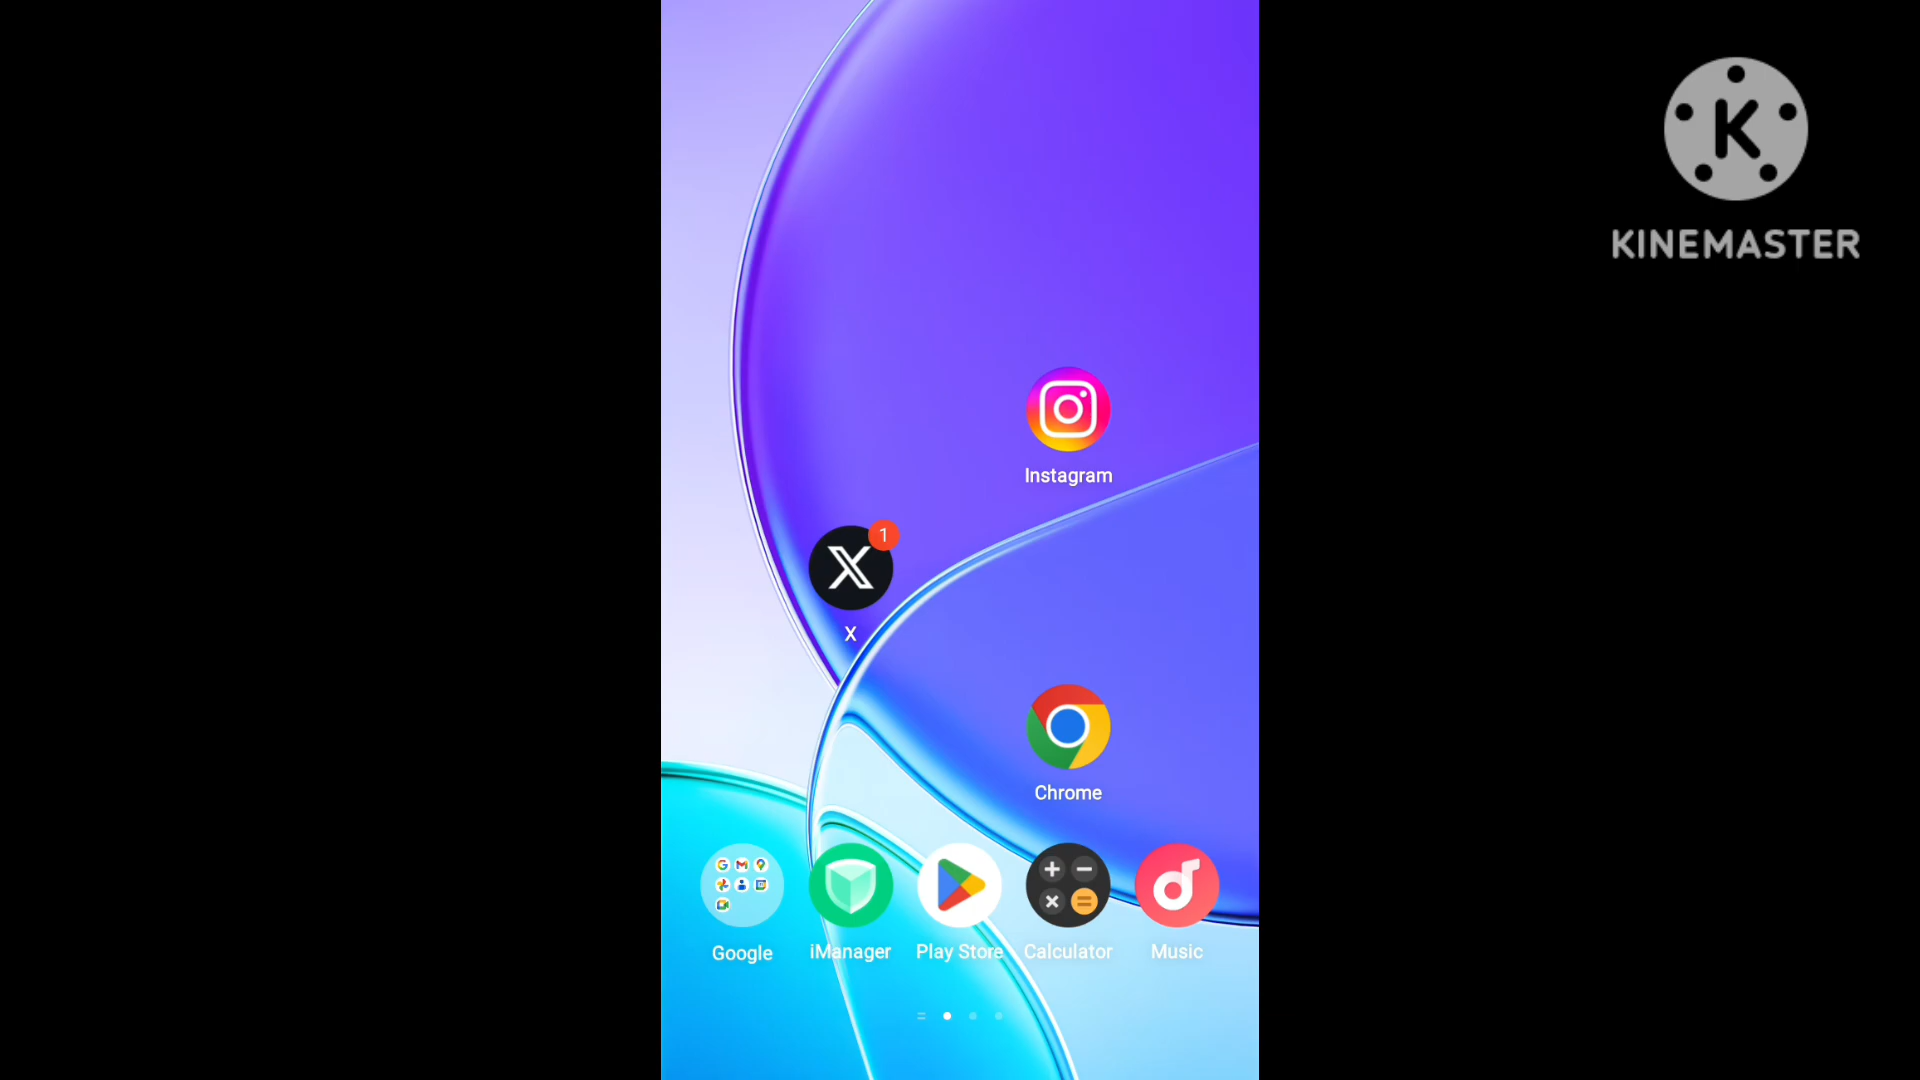 KINEMASTER
Instagram
1
X
Chrome
Google
iManager
Play Store
Calculator
Music